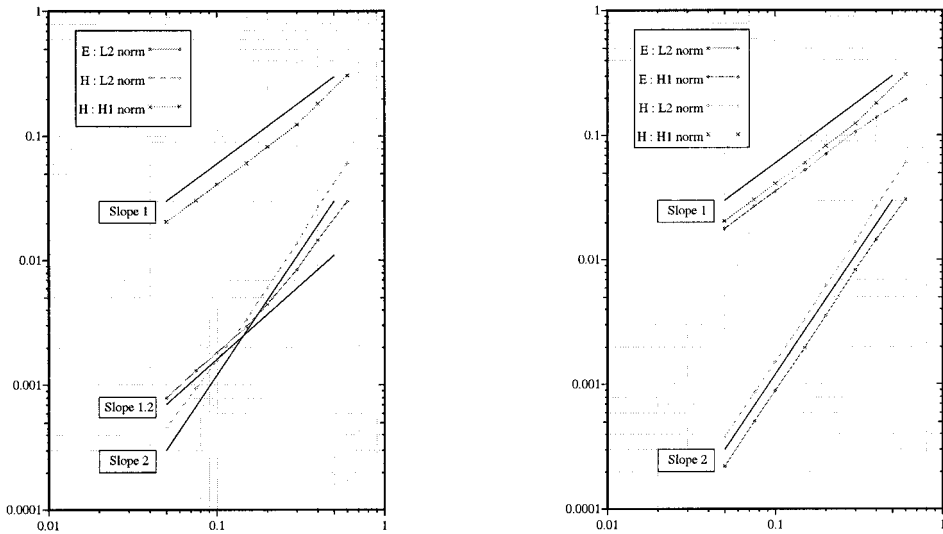 1
E : L2 norm
H : L2 norm
H : H1 norm
0.1
Slope 1
0.01
0.001
Slope 1.2
Slope 2
0.0001
0.01
0.1
1
1
E : L2 norm
E : H1 norm
H : L2 norm
H : H1 norm
0.1
Slope 1
0.01
0.001
Slope 2
0.0001
0.01
0.1
1